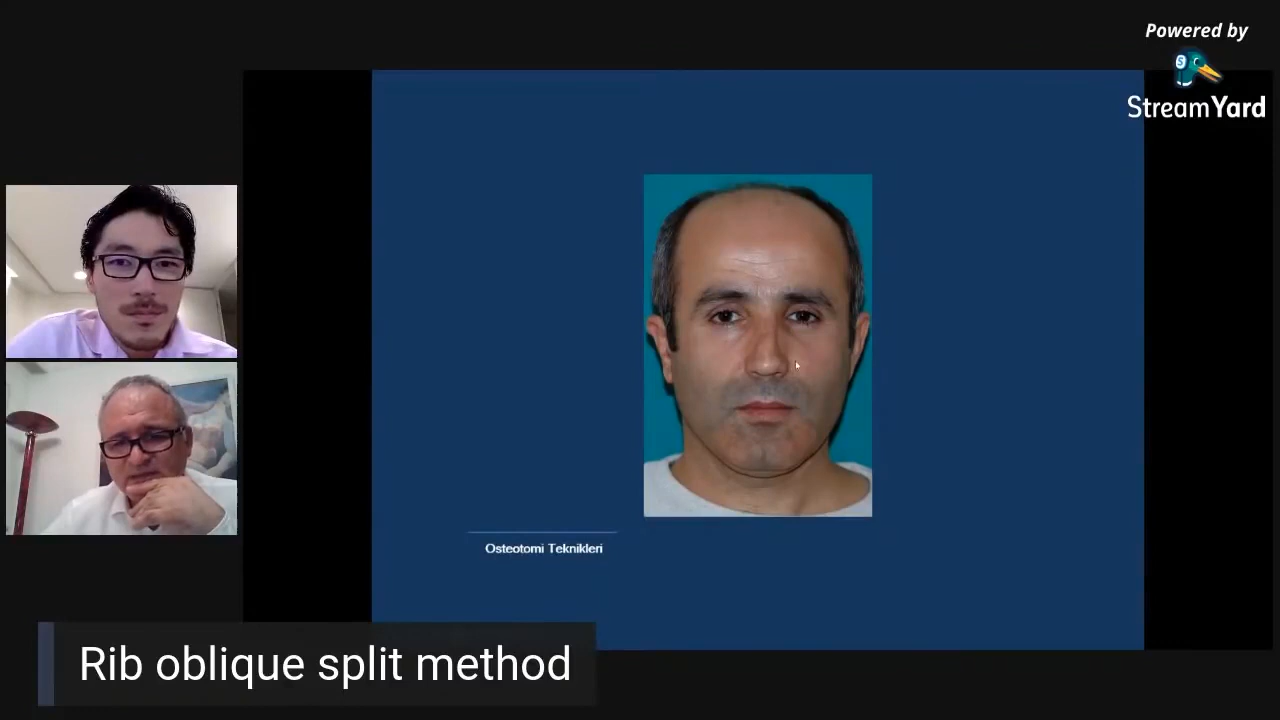 Powered by
StreamYard
Osteotomi Teknikleri
Rib oblique split method